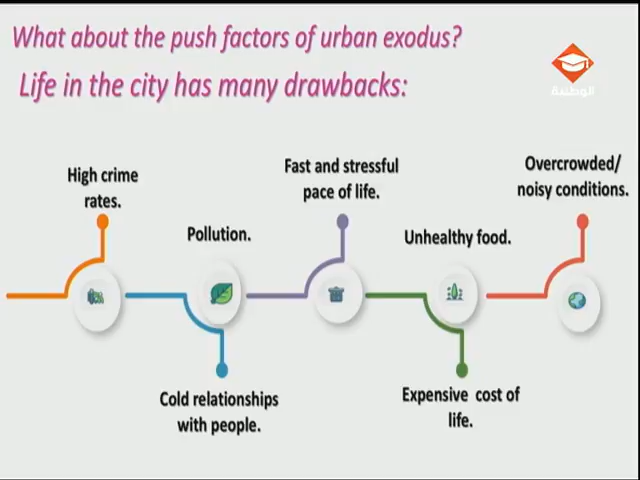 What about the push factors of urban exodus?
Life in the city has many drawbacks:
الوطنية
High crime
rates.
Pollution.
Fast and stressful
pace of life.
Unhealthy food.
Overcrowded/
noisy conditions.
Cold relationships
with people.
Expensive cost of
life.